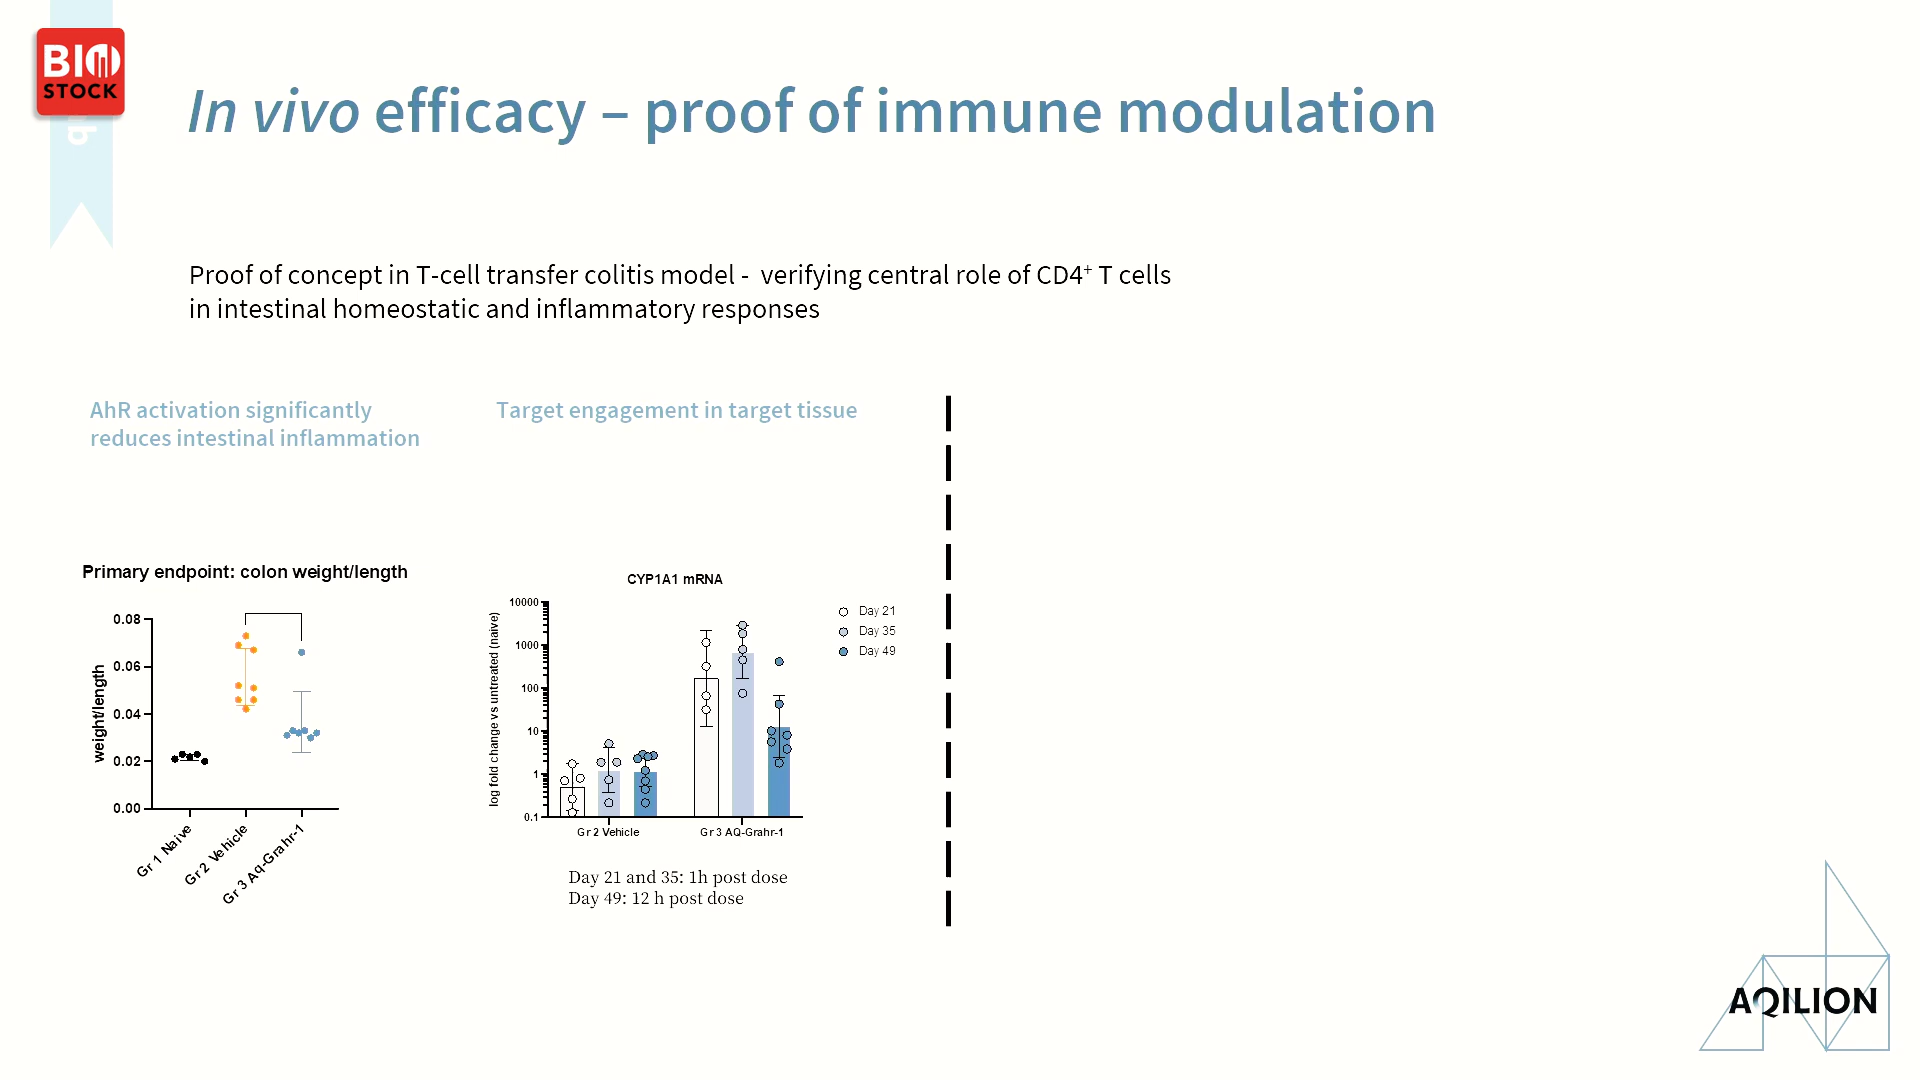 BIO
STOCK
In vivo efficacy – proof of immune modulation
Proof of concept in T-cell transfer colitis model -  verifying central role of CD4⁺ T cells
in intestinal homeostatic and inflammatory responses
AhR activation significantly
reduces intestinal inflammation
Target engagement in target tissue
Primary endpoint: colon weight/length
weight/length
0.08
0.06
0.04
0.02
0.00
Gr 1 Naive
Gr 2 Vehicle
Gr 3 Aq-Grahr-1
CYP1A1 mRNA
log fold change vs untreated (naive)
10000
1000
100
10
1
0.1
Gr 2 Vehicle
Gr 3 AQ-Grahr-1
Day 21
Day 35
Day 49
Day 21 and 35: 1h post dose
Day 49: 12 h post dose
AQILION